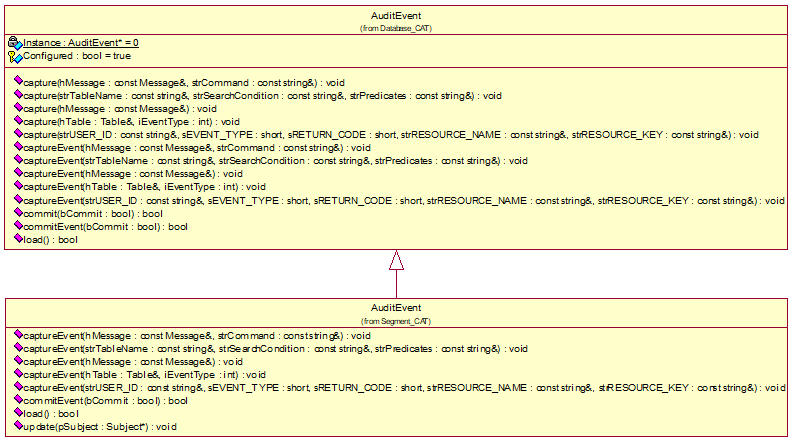 AuditEvent
(from Database_CAT)
Instance : AuditEvent* = 0
Configured : bool = true
capture(hMessage : const Message&, strCommand : const string&) : void
capture(strTableName : const string&, strSearchCondition : const string&, strPredicates : const string&) : void
capture(hMessage : const Message&) : void
capture(hTable : Table&, iEventType : int) : void
capture(strUSER_ID : const string&, sEVENT_TYPE : short, sRETURN_CODE : short, strRESOURCE_NAME : const string&, strRESOURCE_KEY : const string&) : void
captureEvent(hMessage : const Message&, strCommand : const string&) : void
captureEvent(strTableName : const string&, strSearchCondition : const string&, strPredicates : const string&) : void
captureEvent(hMessage : const Message&) : void
captureEvent(hTable : Table&, iEventType : int) : void
captureEvent(strUSER_ID : const string&, sEVENT_TYPE : short, sRETURN_CODE : short, strRESOURCE_NAME : const string&, strRESOURCE_KEY : const string&) : void
commit(bCommit : bool) : bool
commitEvent(bCommit : bool) : bool
load() : bool
AuditEvent
(from Segment_CAT)
captureEvent(hMessage : const Message&, strCommand : const string&) : void
captureEvent(strTableName : const string&, strSearchCondition : const string&, strPredicates : const string&) : void
captureEvent(hMessage : const Message&) : void
captureEvent(hTable : Table&, iEventType : int) : void
captureEvent(strUSER_ID : const string&, sEVENT_TYPE : short, sRETURN_CODE : short, strRESOURCE_NAME : const string&, strRESOURCE_KEY : const string&) : void
commitEvent(bCommit : bool) : bool
load() : bool
update(pSubject : Subject*) : void